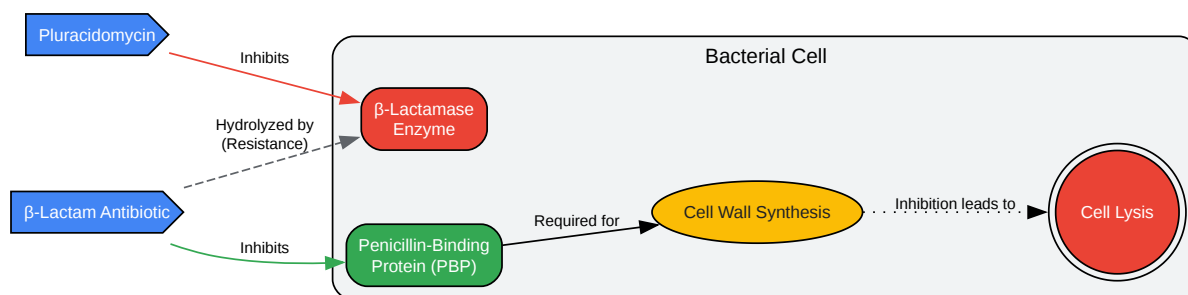 Pluracidomycin
Inhibits
Bacterial Cell
β-Lactamase
Enzyme
Hydrolyzed by
(Resistance)
β-Lactam Antibiotic
Inhibits
Penicillin-Binding
Protein (PBP)
Required for
Cell Wall Synthesis
Inhibition leads to
Cell Lysis